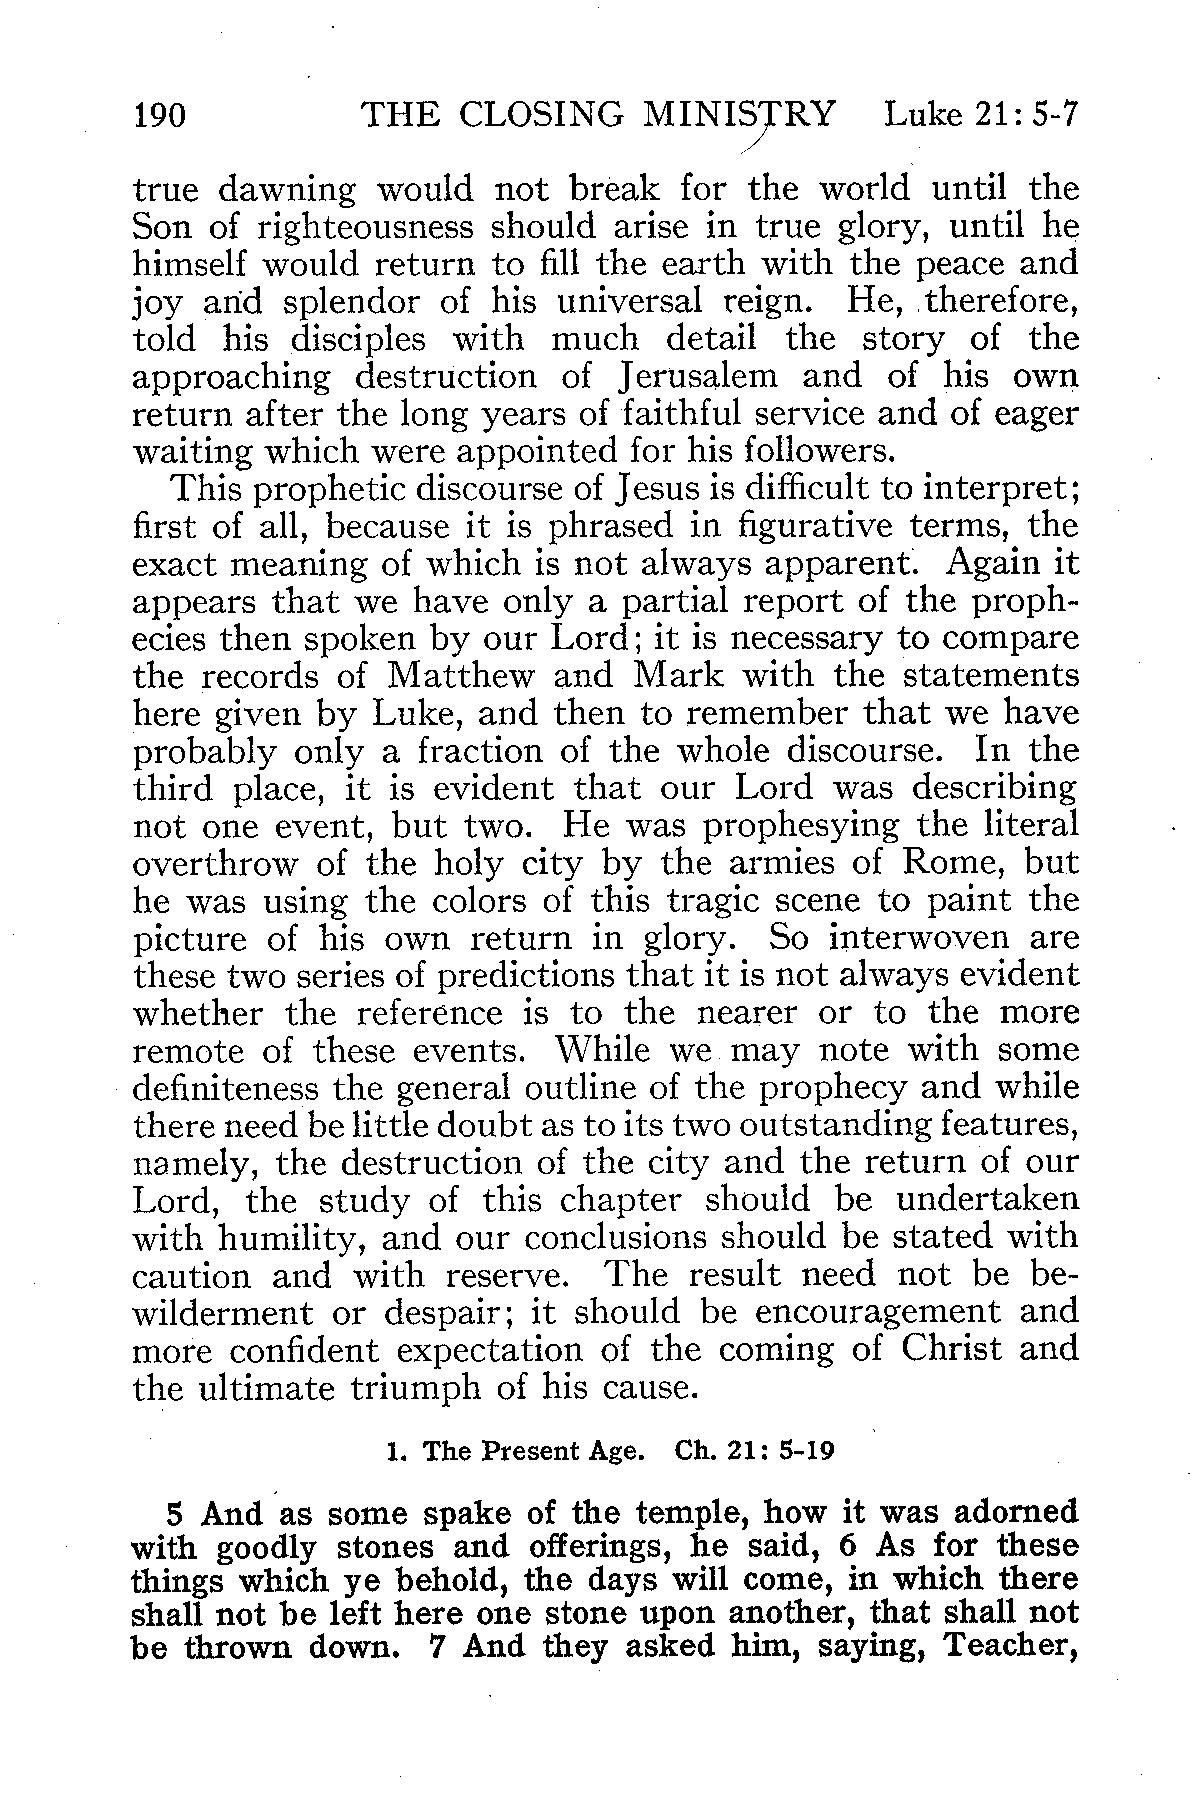 190 THE CLOSING MINISTRY Luke 21: 5-7
true dawning would not break for the world until the
Son of righteousness should arise in true glory, until he
himself would return to fill the earth with the peace and
joy and splendor of his universal reign. He, therefore,
told his disciples with much detail the story of the
approaching destruction of Jerusalem and of his own
return after the long years of faithful service and of eager
waiting which were appointed for his followers.
This prophetic discourse of Jesus is difficult to interpret;
first of all, because it is phrased in figurative terms, the
exact meaning of which is not always apparent. Again it
appears that we have only a partial report of the proph-
ecies then spoken by our Lord; it is necessary to compare
the records of Matthew and Mark with the statements
here given by Luke, and then to remember that we have
probably only a fraction of the whole discourse. In the
third place, it is evident that our Lord was describing
not one event, but two. He was prophesying the literal
overthrow of the holy city by the armies of Rome, but
he was using the colors of this tragic scene to paint the
picture of his own return in glory. So interwoven are
these two series of predictions that it is not always evident
whether the reference is to the nearer or to the more
remote of these events. While we may note with some
definiteness the general outline of the prophecy and while
there need be little doubt as to its two outstanding features,
namely, the destruction of the city and the return of our
Lord, the study of this chapter should be undertaken
with humility, and our conclusions should be stated with
caution and with reserve. The result need not be be-
wilderment or despair; it should be encouragement and
more confident expectation of the coming of Christ and
the ultimate triumph of his cause.
1. The Present Age. Ch. 21: 5-19
5 And as some spake of the temple, how it was adorned
with goodly stones and offerings, he said, 6 As for these
things which ye behold, the days will come, in which there
shall not be left here one stone upon another, that shall not
be thrown down. 7 And they asked him, saying, Teacher,